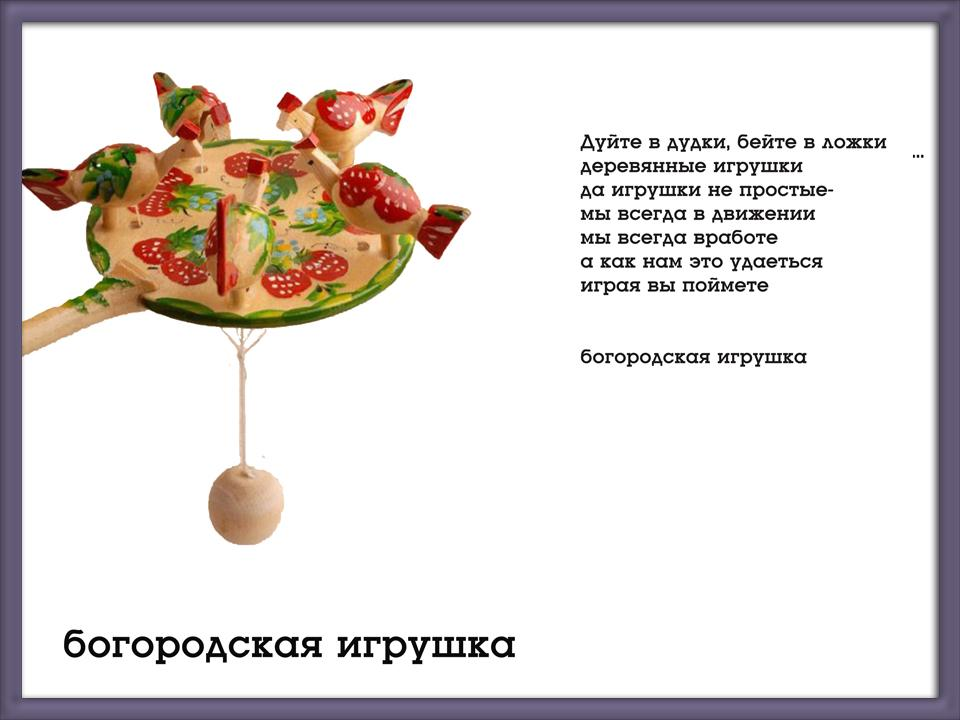 Дуйте в дудки, бейте в ложки
...
деревянные игрушки
да игрушки не простые-
мы всегда в движении
мы всегда вработе
а как нам это удаеться
играя вы поймете
богородская игрушка
богородская игрушка